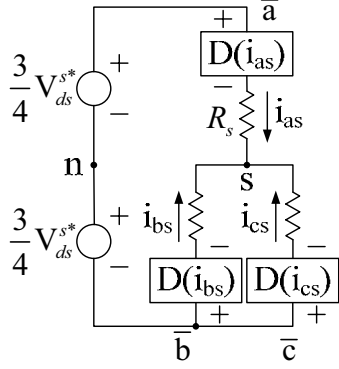 a̅
+
D(i_as)
3/4 V_ds^s*
+
−
−
R_s
i_as
n
s
3/4 V_ds^s*
+
−
i_bs
i_cs
−
−
D(i_bs)
D(i_cs)
+
+
b̅
c̅